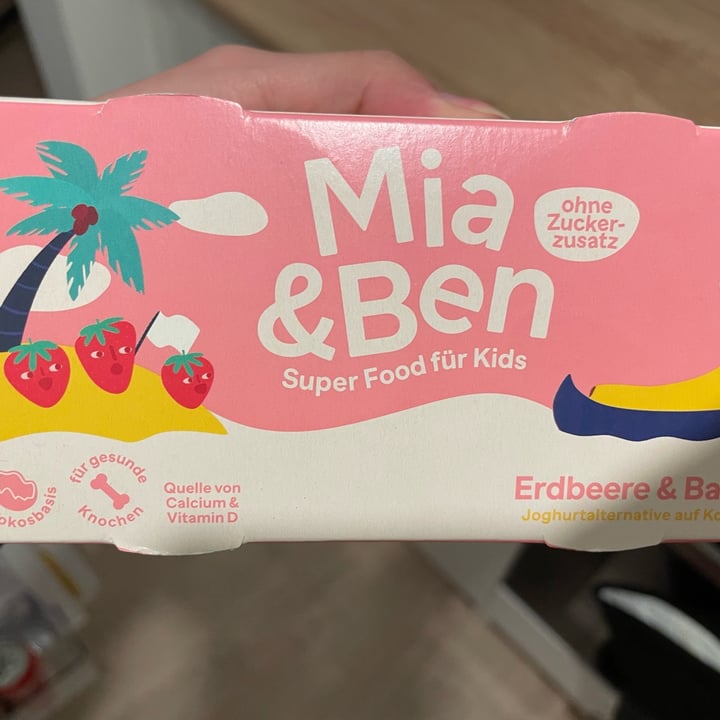 Mia
&Ben
Super Food für Kids
ohne
Zucker-
zusatz
okosbasis
für gesunde
Knochen
Quelle von
Calcium &
Vitamin D
Erdbeere & Ba
Joghurtalternative auf Ko